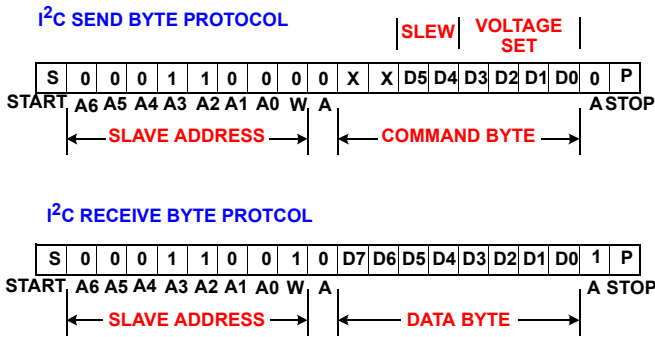 I2C SEND BYTE PROTOCOL
SLEW VOLTAGE SET
S 0 0 0 1 1 0 0 0 0 X X D5 D4 D3 D2 D1 D0 0 P
START A6 A5 A4 A3 A2 A1 A0 W A A STOP
SLAVE ADDRESS COMMAND BYTE
I2C RECEIVE BYTE PROTCOL
S 0 0 0 1 1 0 0 1 0 D7 D6 D5 D4 D3 D2 D1 D0 1 P
START A6 A5 A4 A3 A2 A1 A0 W A A STOP
SLAVE ADDRESS DATA BYTE